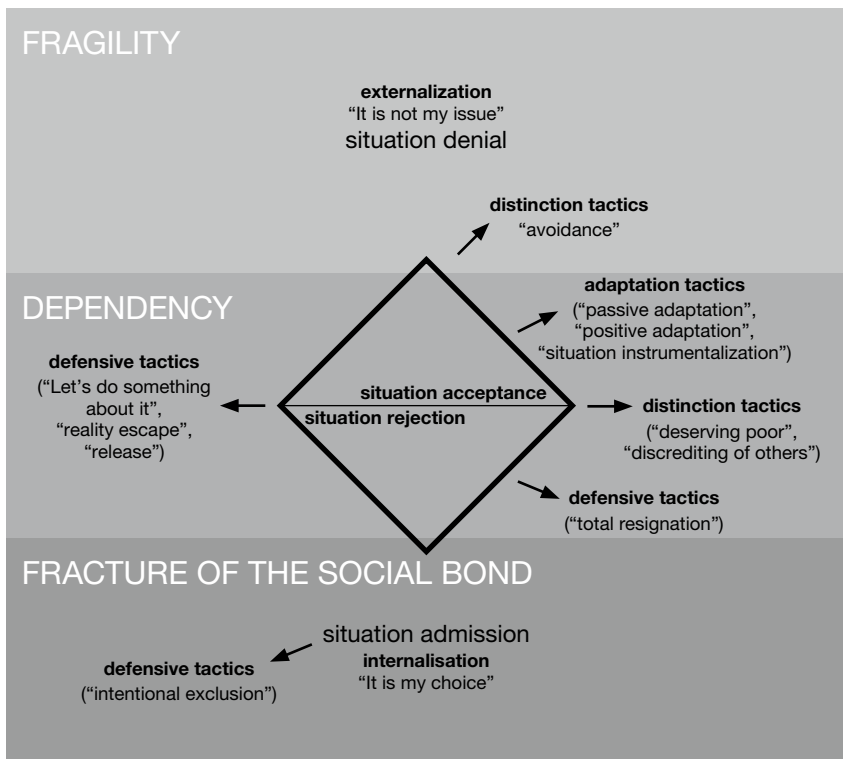 FRAGILITY
externalization
“It is not my issue”
situation denial
distinction tactics
“avoidance”
DEPENDENCY
adaptation tactics
(“passive adaptation”,
“positive adaptation”,
“situation instrumentalization”)
defensive tactics
(“Let’s do something
about it”,
“reality escape”,
“release”)
situation acceptance
situation rejection
distinction tactics
(“deserving poor”,
“discrediting of others”)
defensive tactics
(“total resignation”)
FRACTURE OF THE SOCIAL BOND
situation admission
internalisation
“It is my choice”
defensive tactics
(“intentional exclusion”)